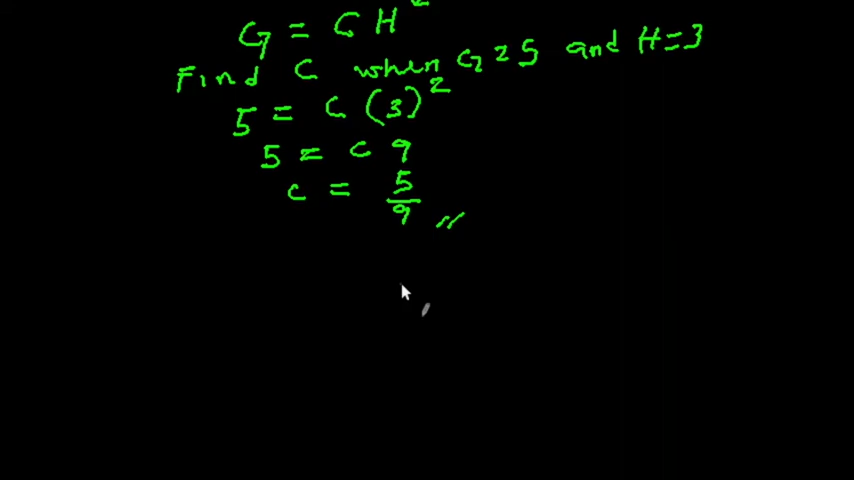 G = CH²
Find C when G = 5 and H = 3
5 = C (3)²
5 = C 9
C = 5/9 //